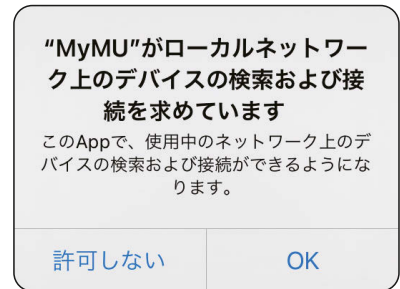 “MyMU”がローカルネットワー
ク上のデバイスの検索および接
続を求めています
このAppで、使用中のネットワーク上のデ
バイスの検索および接続ができるようにな
ります。
許可しない
OK